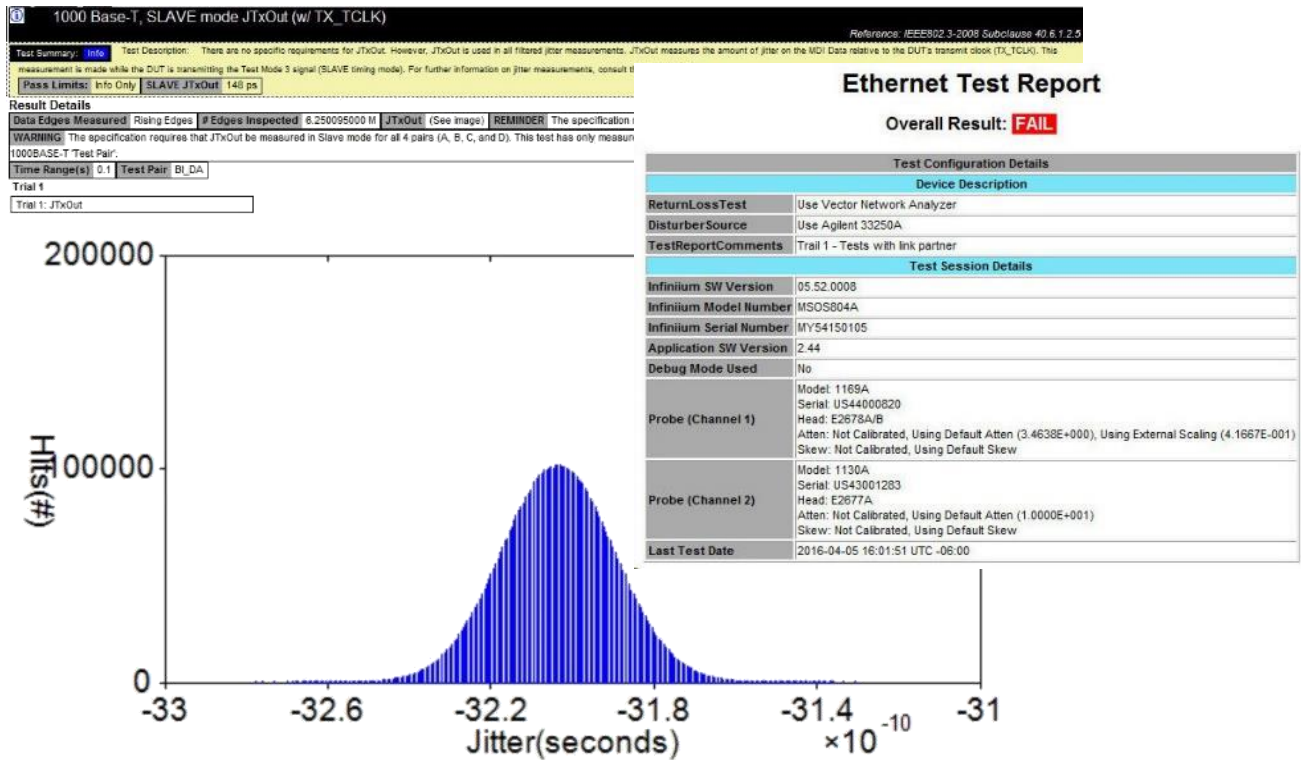 1000 Base-T, SLAVE mode JTxOut (w/ TX_TCLK)
Reference: IEEE802.3-2008 Subclause 40.6.1.2.5
Test Summary: Info Test Description: There are no specific requirements for JTxOut. However, JTxOut is used in all filtered jitter measurements. JTxOut measures the amount of jitter on the MDI Data relative to the DUT's transmit clock (TX_TCLK). This
measurement is made while the DUT is transmitting the Test Mode 3 signal (SLAVE timing mode). For further information on jitter measurements, consult
Pass Limits: Info Only SLAVE JTxOut 148 ps
Result Details
Data Edges Measured Rising Edges # Edges Inspected 6.250095000 M JTxOut (See image) REMINDER The specification
WARNING The specification requires that JTxOut be measured in Slave mode for all 4 pairs (A, B, C, and D). This test has only
1000BASE-T 'Test Pair'.
Time Range(s) 0.1 Test Pair BI_DA
Trial 1
Trial 1: JTxOut
200000
100000
0
Hits(#)
-33 -32.6 -32.2 -31.8 -31.4 -31
Jitter(seconds) ×10-10
Ethernet Test Report
Overall Result: FAIL
Test Configuration Details
Device Description
ReturnLossTest Use Vector Network Analyzer
DisturberSource Use Agilent 33250A
TestReportComments Trail 1 - Tests with link partner
Test Session Details
Infiniium SW Version 05.52.0008
Infiniium Model Number MSOS804A
Infiniium Serial Number MY54150105
Application SW Version 2.44
Debug Mode Used No
Probe (Channel 1) Model: 1169A
Serial: US44000820
Head: E2678A/B
Atten: Not Calibrated, Using Default Atten (3.4638E+000), Using External Scaling (4.1667E-001)
Skew: Not Calibrated, Using Default Skew
Probe (Channel 2) Model: 1130A
Serial: US43001283
Head: E2677A
Atten: Not Calibrated, Using Default Atten (1.0000E+001)
Skew: Not Calibrated, Using Default Skew
Last Test Date 2016-04-05 16:01:51 UTC -06:00